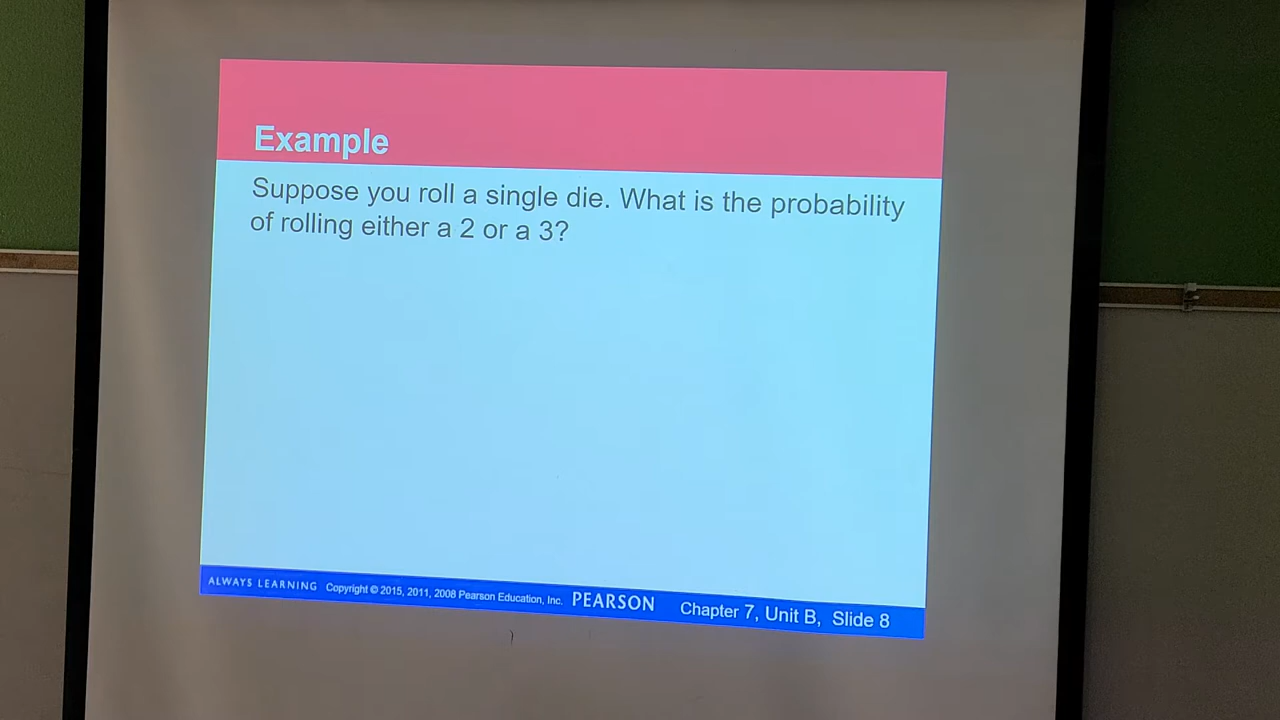 Example
Suppose you roll a single die. What is the probability
of rolling either a 2 or a 3?
ALWAYS LEARNING Copyright © 2015, 2011, 2008 Pearson Education, Inc. PEARSON Chapter 7, Unit B, Slide 8